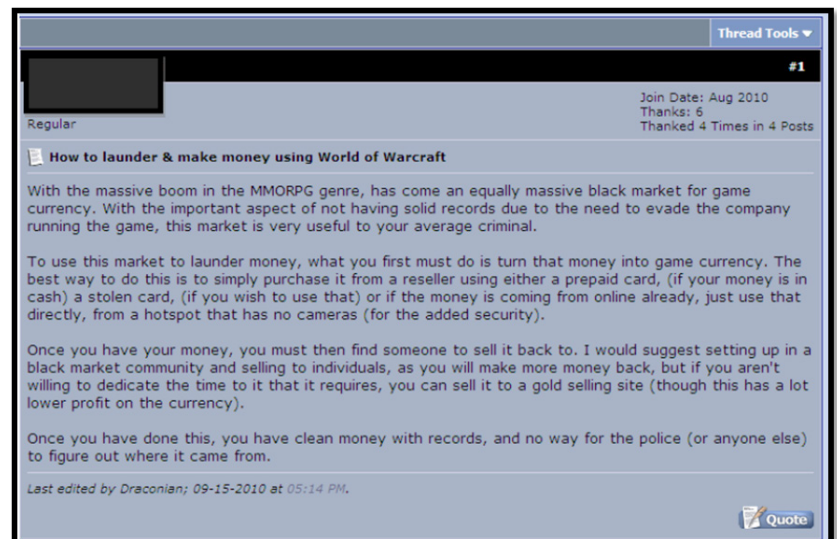 Thread Tools
#1
Join Date: Aug 2010
Thanks: 6
Thanked 4 Times in 4 Posts
Regular
How to launder & make money using World of Warcraft
With the massive boom in the MMORPG genre, has come an equally massive black market for game
currency. With the important aspect of not having solid records due to the need to evade the company
running the game, this market is very useful to your average criminal.
To use this market to launder money, what you first must do is turn that money into game currency. The
best way to do this is to simply purchase it from a reseller using either a prepaid card, (if your money is in
cash) a stolen card, (if you wish to use that) or if the money is coming from online already, just use that
directly, from a hotspot that has no cameras (for the added security).
Once you have your money, you must then find someone to sell it back to. I would suggest setting up in a
black market community and selling to individuals, as you will make more money back, but if you aren't
willing to dedicate the time to it that it requires, you can sell it to a gold selling site (though this has a lot
lower profit on the currency).
Once you have done this, you have clean money with records, and no way for the police (or anyone else)
to figure out where it came from.
Last edited by Draconian; 09-15-2010 at 05:14 PM.
Quote